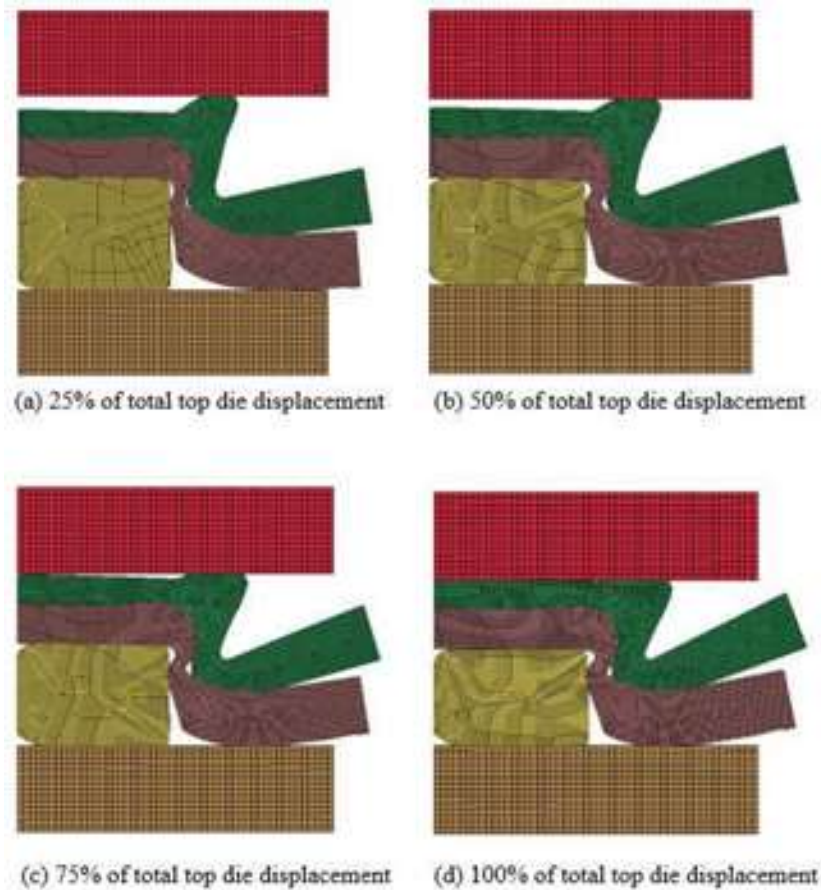 (a) 25% of total top die displacement
(b) 50% of total top die displacement
(c) 75% of total top die displacement
(d) 100% of total top die displacement